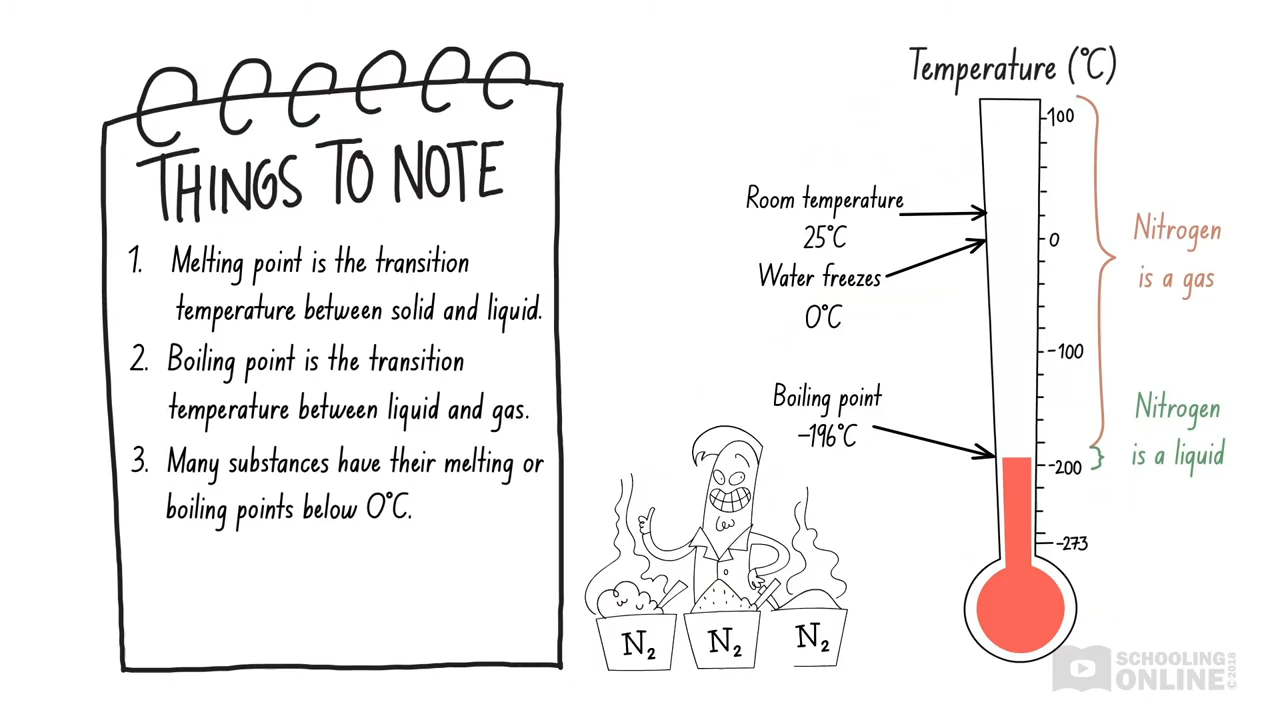 THINGS TO NOTE
1. Melting point is the transition
temperature between solid and liquid.
2. Boiling point is the transition
temperature between liquid and gas.
3. Many substances have their melting or
boiling points below 0°C.
N₂
N₂
N₂
Temperature (°C)
100
0
-100
-200
-273
Room temperature
25°C
Water freezes
0°C
Boiling point
-196°C
Nitrogen
is a gas
Nitrogen
is a liquid
SCHOOLING
ONLINE
©2018